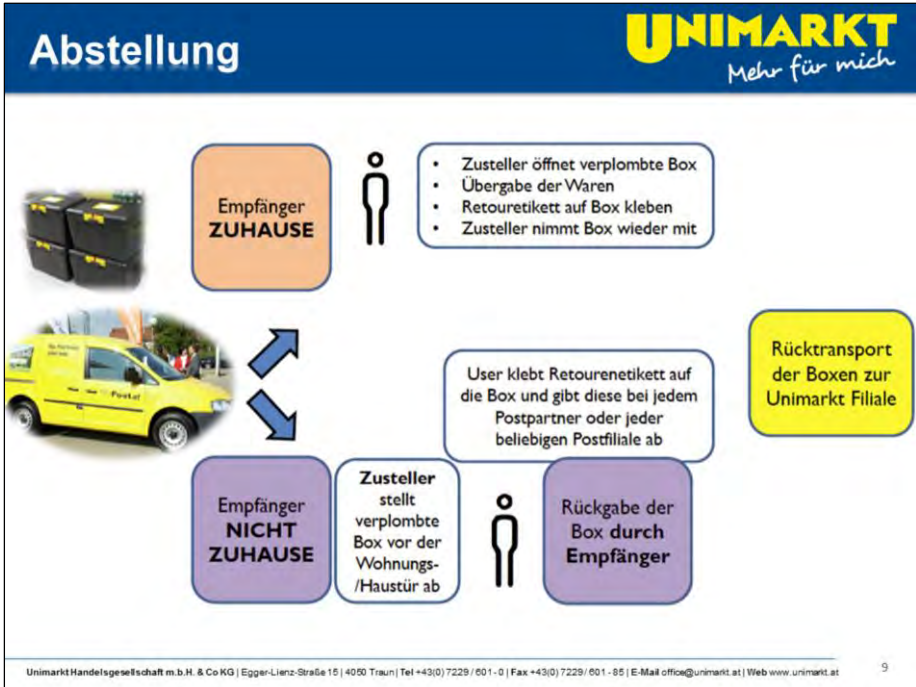 Abstellung
UNIMARKT
Mehr für mich
Empfänger
ZUHAUSE
• Zusteller öffnet verplombte Box
• Übergabe der Waren
• Retouretikett auf Box kleben
• Zusteller nimmt Box wieder mit
Post.at
User klebt Retourenetikett auf
die Box und gibt diese bei jedem
Postpartner oder jeder
beliebigen Postfiliale ab
Rücktransport
der Boxen zur
Unimarkt Filiale
Empfänger
NICHT
ZUHAUSE
Zusteller
stellt
verplombte
Box vor der
Wohnungs-
/Haustür ab
Rückgabe der
Box durch
Empfänger
Unimarkt Handelsgesellschaft m.b.H. & Co KG | Egger-Lienz-Straße 15 | 4050 Traun | Tel +43(0) 7229 / 601 - 0 | Fax +43(0) 7229 / 601 - 85 | E-Mail office@unimarkt.at | Web www.unimarkt.at
9